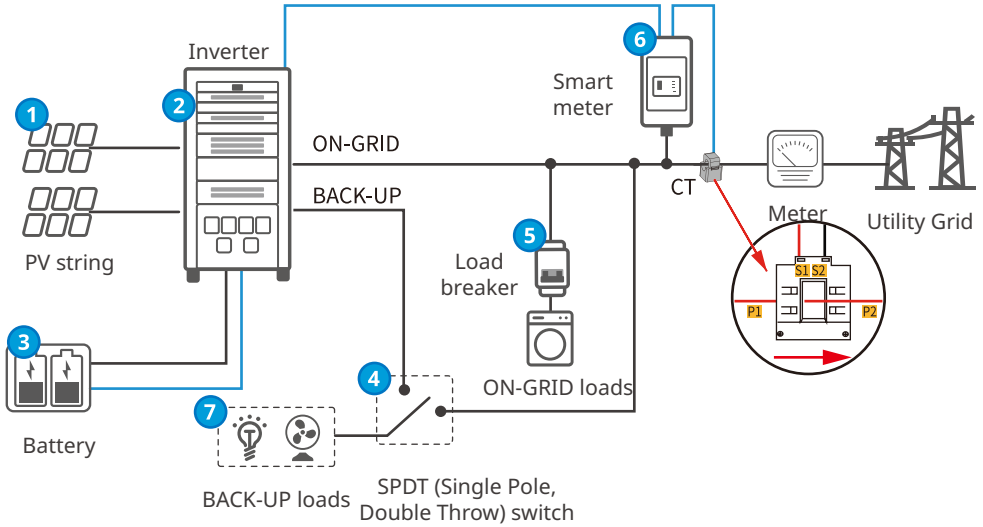 6
Inverter
Smart
meter
1
2
ON-GRID
CT
BACK-UP
Meter
Utility Grid
PV string
5
Load
breaker
S1 S2
P1
P2
3
4
ON-GRID loads
7
Battery
BACK-UP loads
SPDT (Single Pole,
Double Throw) switch